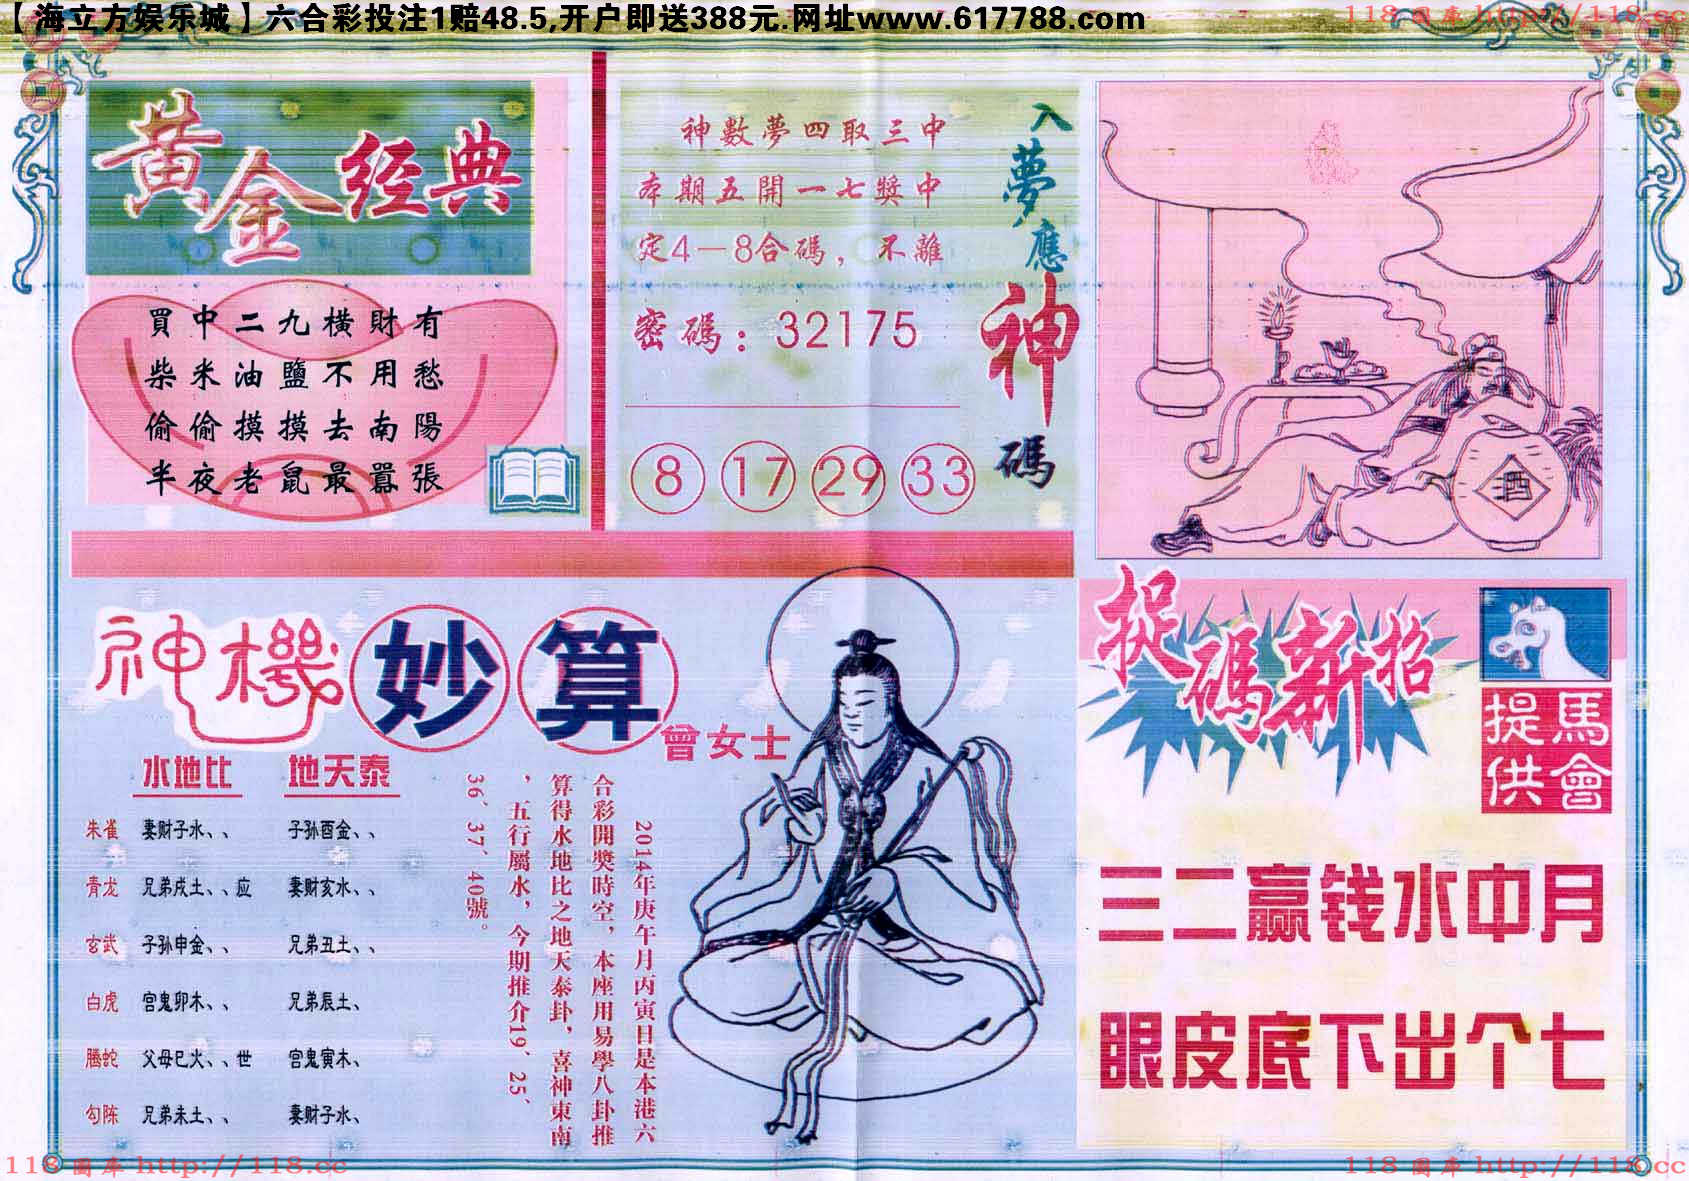 【海立方娱乐城】六合彩投注1赔48.5,开户即送388元.网址www.617788.com
118图库 http://118.cc
黃金经典
買中二九橫財有
柴米油鹽不用愁
偷偷摸摸去南陽
半夜老鼠最囂張
神數夢四取三中
本期五開一七獎中
定4—8合碼，不離
密碼：32175
8 17 29 33
入夢應神碼
酒
神機妙算
曾女士
水地比 地天泰
朱雀 妻财子水、、 子孙酉金、、
青龙 兄弟戌土、、应 妻财亥水、、
玄武 子孙申金、、 兄弟丑土、、
白虎 官鬼卯木、、 兄弟辰土、
腾蛇 父母巳火、、世 官鬼寅木、
勾陈 兄弟未土、、 妻财子水、
2014年庚午月丙寅日是本港六
合彩開獎時空，本座用易學八卦推
算得水地比之地天泰卦，喜神東南
，五行屬水，今期推介19、25、
36、37、40號。
捉碼新招
馬會
提供
三二赢钱水中月
眼皮底下出个七
118图库 http://118.cc
118图库 http://118.cc